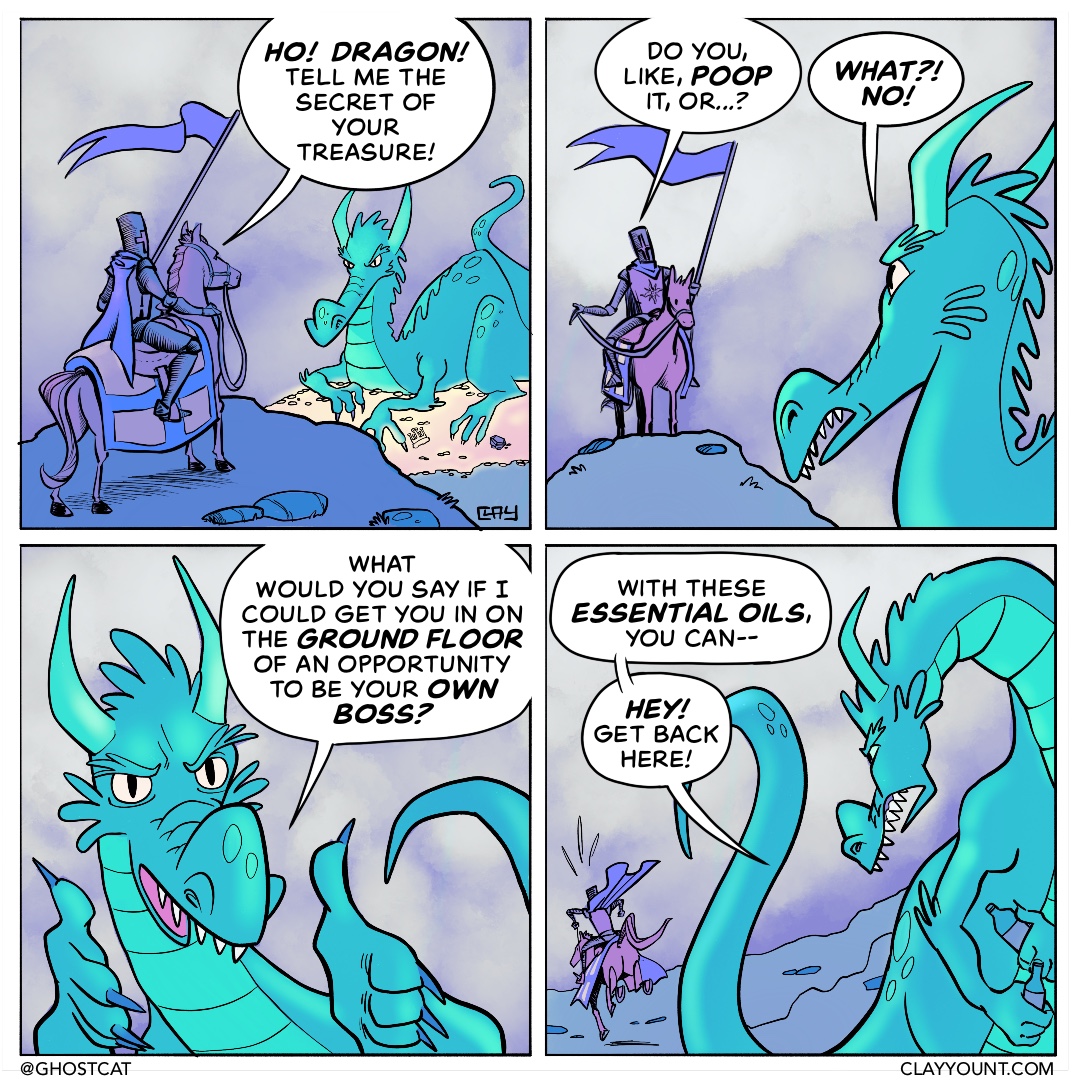 HO! DRAGON!
TELL ME THE
SECRET OF
YOUR
TREASURE!
CLAY
DO YOU,
LIKE, POOP
IT, OR...?
WHAT?!
NO!
WHAT
WOULD YOU SAY IF I
COULD GET YOU IN ON
THE GROUND FLOOR
OF AN OPPORTUNITY
TO BE YOUR OWN
BOSS?
WITH THESE
ESSENTIAL OILS,
YOU CAN--
HEY!
GET BACK
HERE!
@GHOSTCAT
CLAYYOUNT.COM